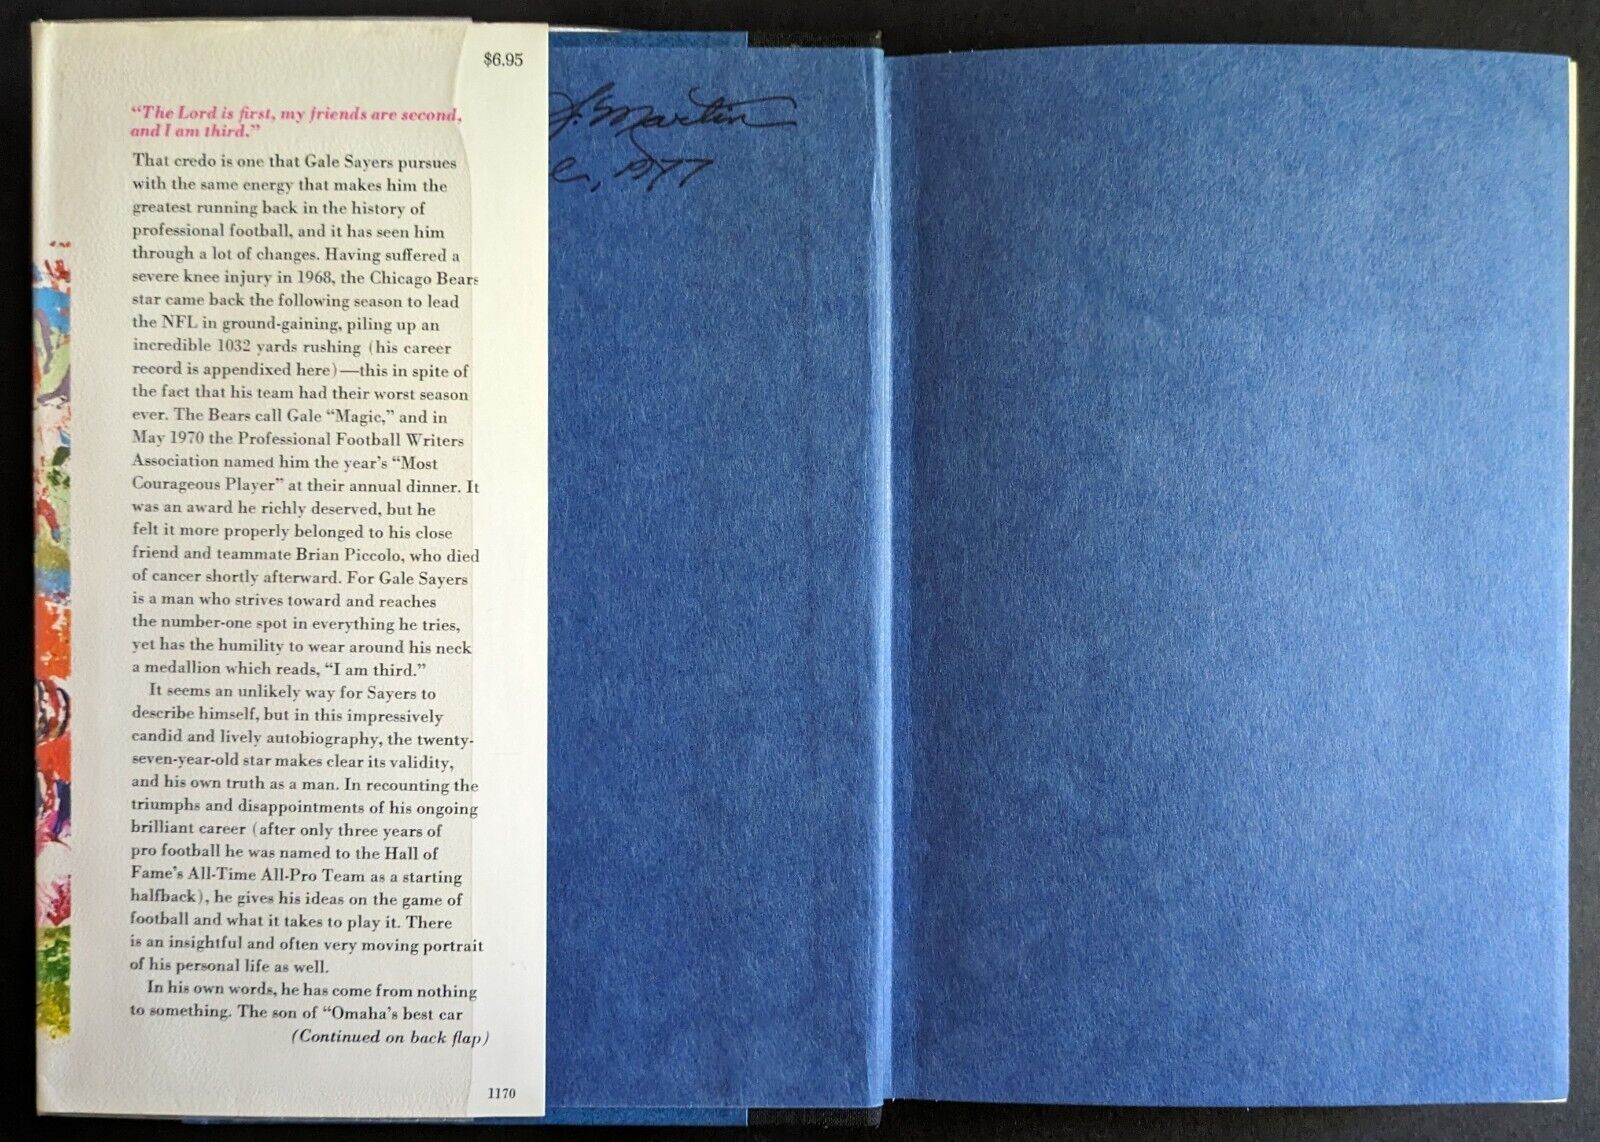 $6.95
“The Lord is first, my friends are second,
and I am third.”
That credo is one that Gale Sayers pursues
with the same energy that makes him the
greatest running back in the history of
professional football, and it has seen him
through a lot of changes. Having suffered a
severe knee injury in 1968, the Chicago Bears
star came back the following season to lead
the NFL in ground-gaining, piling up an
incredible 1032 yards rushing (his career
record is appendixed here)—this in spite of
the fact that his team had their worst season
ever. The Bears call Gale “Magic,” and in
May 1970 the Professional Football Writers
Association named him the year’s “Most
Courageous Player” at their annual dinner. It
was an award he richly deserved, but he
felt it more properly belonged to his close
friend and teammate Brian Piccolo, who died
of cancer shortly afterward. For Gale Sayers
is a man who strives toward and reaches
the number-one spot in everything he tries,
yet has the humility to wear around his neck
a medallion which reads, “I am third.”
It seems an unlikely way for Sayers to
describe himself, but in this impressively
candid and lively autobiography, the twenty-
seven-year-old star makes clear its validity,
and his own truth as a man. In recounting the
triumphs and disappointments of his ongoing
brilliant career (after only three years of
pro football he was named to the Hall of
Fame’s All-Time All-Pro Team as a starting
halfback), he gives his ideas on the game of
football and what it takes to play it. There
is an insightful and often very moving portrait
of his personal life as well.
In his own words, he has come from nothing
to something. The son of “Omaha’s best car
(Continued on back flap)
1170
J. Martin
, 1977